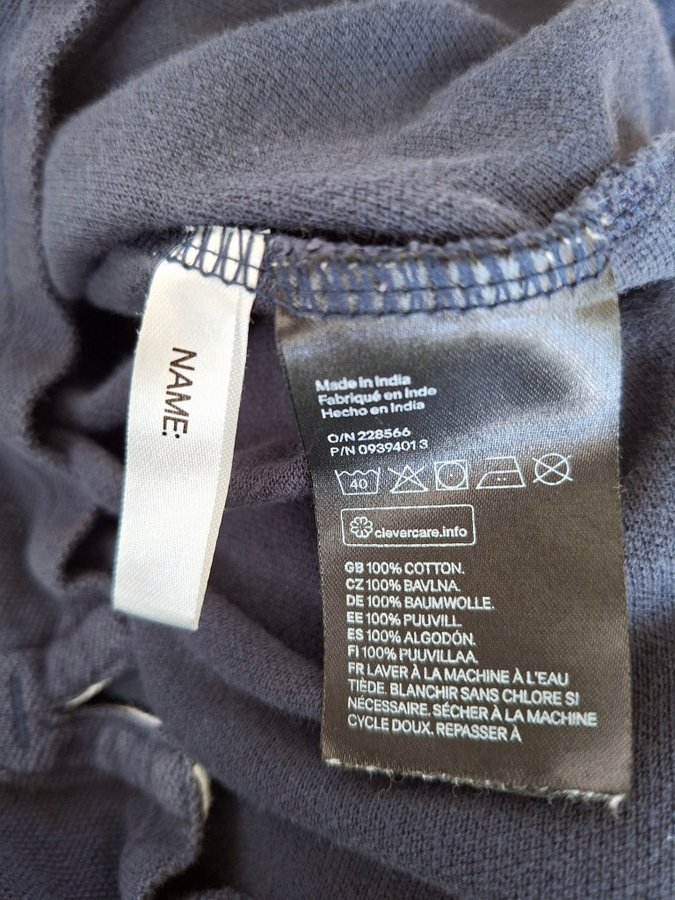 NAME:
Made in India
Fabriqué en Inde
Hecho en India
O/N 228566
P/N 0939401 3
40
clevercare.info
GB 100% COTTON.
CZ 100% BAVLNA.
DE 100% BAUMWOLLE.
EE 100% PUUVILL.
ES 100% ALGODÓN.
FI 100% PUUVILLAA.
FR LAVER À LA MACHINE À L'EAU
TIÈDE. BLANCHIR SANS CHLORE SI
NÉCESSAIRE. SÉCHER À LA MACHINE
CYCLE DOUX. REPASSER À